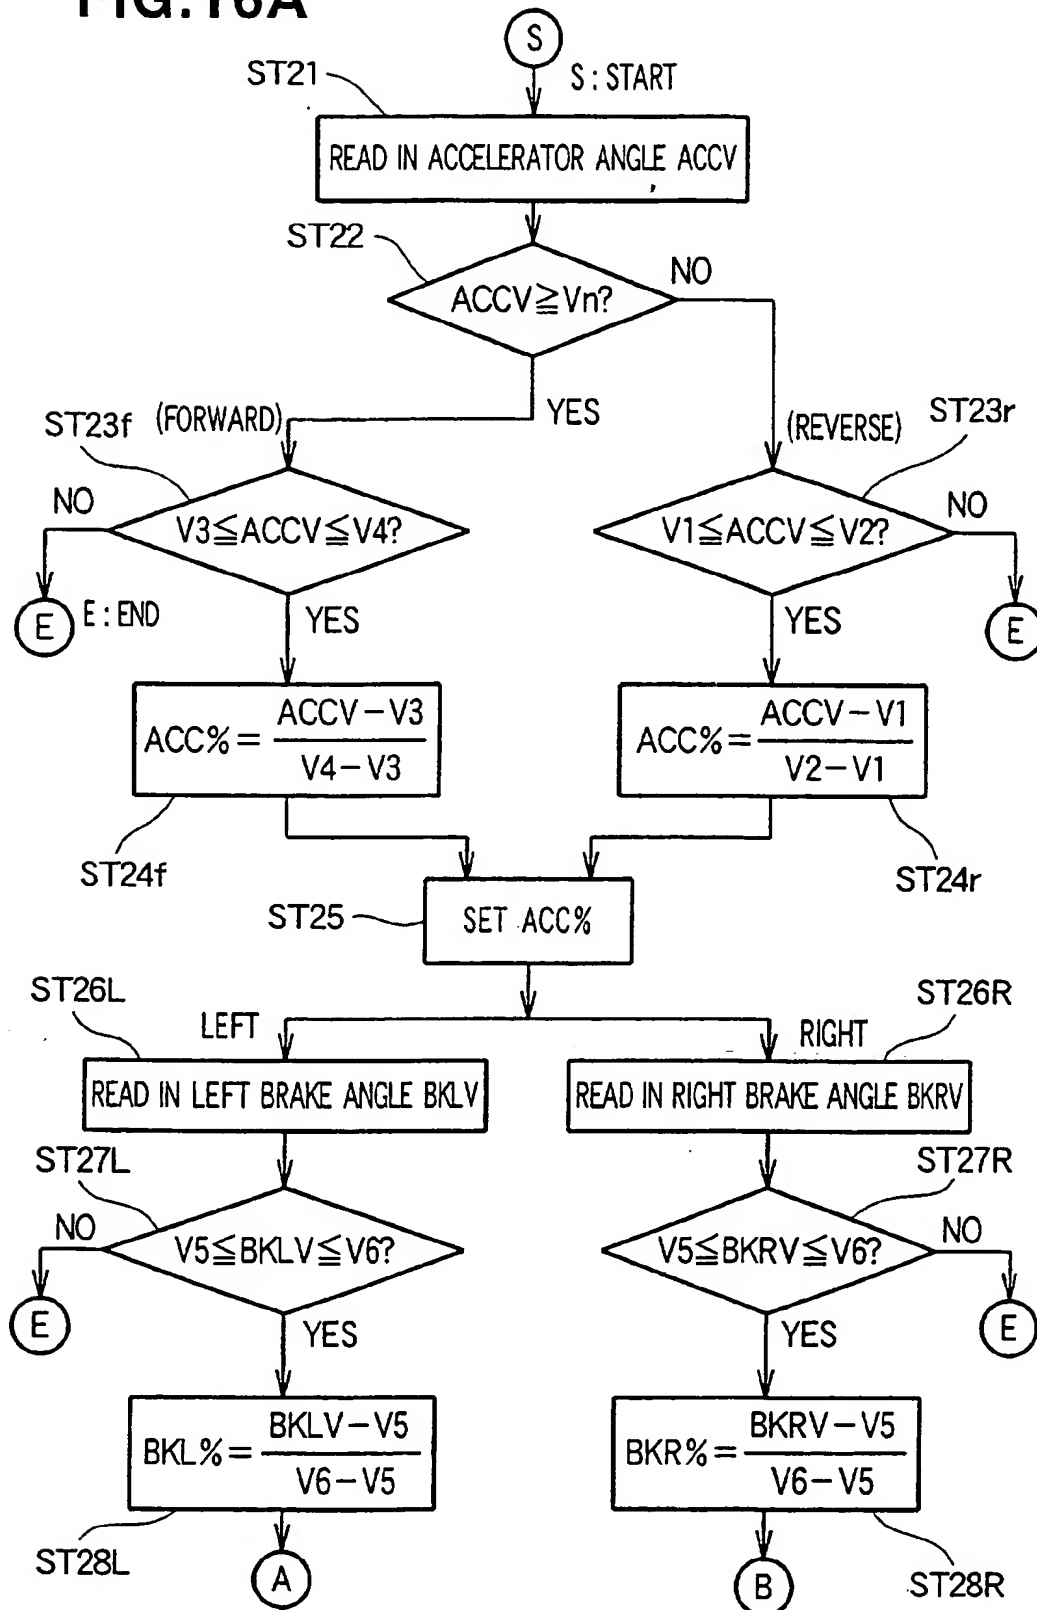 FIG.16A
S
ST21
S:START
READ IN ACCELERATOR ANGLE ACCV
ST22
ACCV≧Vn?
NO
YES
ST23f
(FORWARD)
(REVERSE)
ST23r
NO
V3≦ACCV≦V4?
V1≦ACCV≦V2?
NO
E
E:END
YES
YES
E
ACC%=
ACCV-V3
V4-V3
ACC%=
ACCV-V1
V2-V1
ST24f
ST24r
ST25
SET ACC%
ST26L
LEFT
RIGHT
ST26R
READ IN LEFT BRAKE ANGLE BKLV
READ IN RIGHT BRAKE ANGLE BKRV
ST27L
ST27R
NO
V5≦BKLV≦V6?
V5≦BKRV≦V6?
NO
E
YES
YES
E
BKL%=
BKLV-V5
V6-V5
BKR%=
BKRV-V5
V6-V5
ST28L
A
B
ST28R